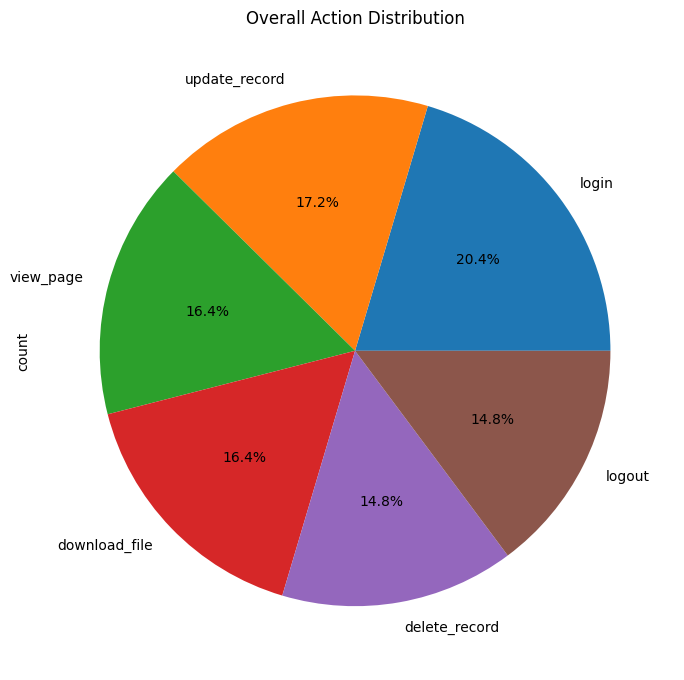 Overall Action Distribution
update_record
login
17.2%
20.4%
view_page
16.4%
count
14.8%
16.4%
logout
14.8%
download_file
delete_record